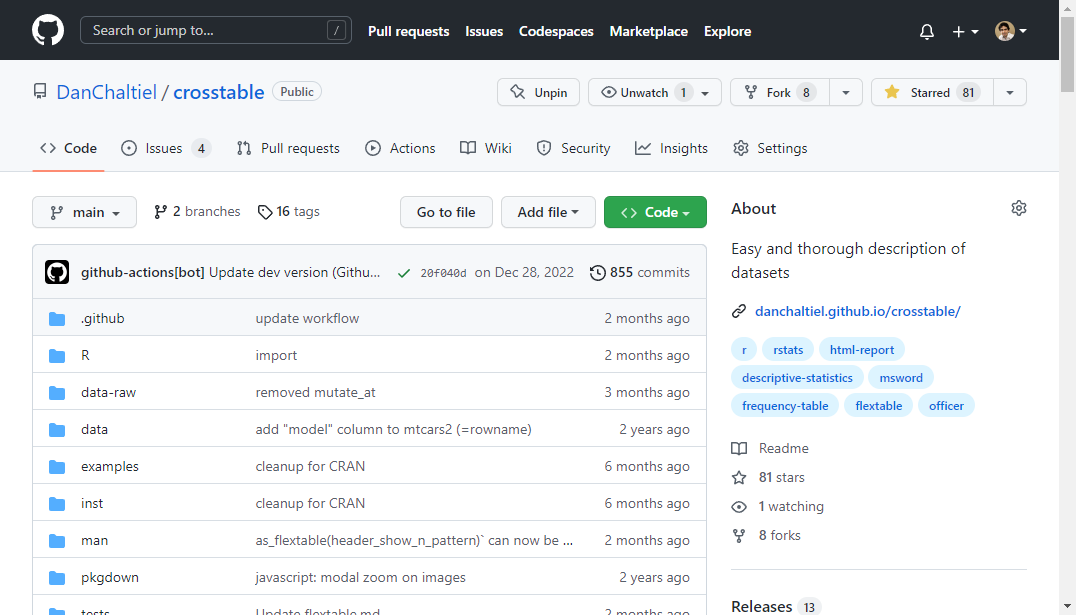 Search or jump to... /
Pull requests Issues Codespaces Marketplace Explore
DanChaltiel / crosstable Public
Unpin Unwatch 1 Fork 8 Starred 81
Code Issues 4 Pull requests Actions Wiki Security Insights Settings
main 2 branches 16 tags Go to file Add file Code
github-actions[bot] Update dev version (Githu... 20f040d on Dec 28, 2022 855 commits
.github update workflow 2 months ago
R import 2 months ago
data-raw removed mutate_at 3 months ago
data add "model" column to mtcars2 (=rowname) 2 years ago
examples cleanup for CRAN 6 months ago
inst cleanup for CRAN 6 months ago
man as_flextable(header_show_n_pattern)` can now be ... 2 months ago
pkgdown javascript: modal zoom on images 2 years ago
tests Update flextable.md 2 months ago
About
Easy and thorough description of
datasets
danchaltiel.github.io/crosstable/
r rstats html-report
descriptive-statistics msword
frequency-table flextable officer
Readme
81 stars
1 watching
8 forks
Releases 13